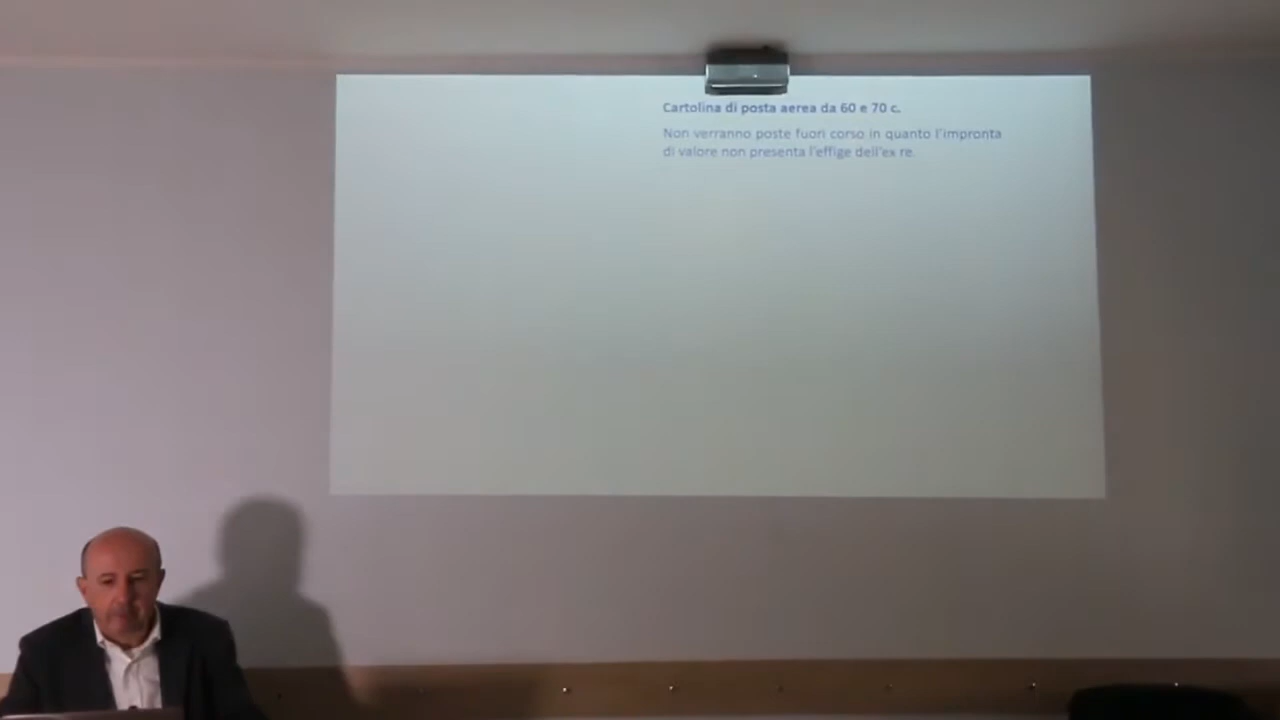 Cartolina di posta aerea da 60 e 70 c.
Non verranno poste fuori corso in quanto l'impronta
di valore non presenta l'effige dell'ex re.